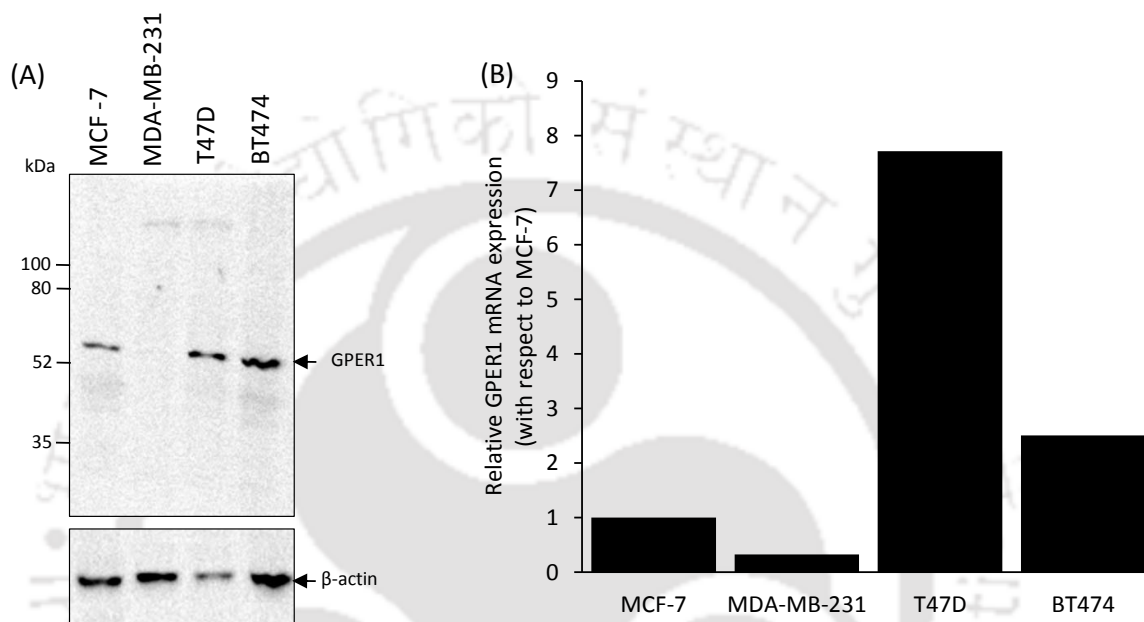 (A)
MCF-7
MDA-MB-231
T47D
BT474
kDa
100
80
52
35
GPER1
β-actin
(B)
Relative GPER1 mRNA expression
(with respect to MCF-7)
9
8
7
6
5
4
3
2
1
0
MCF-7 MDA-MB-231 T47D BT474